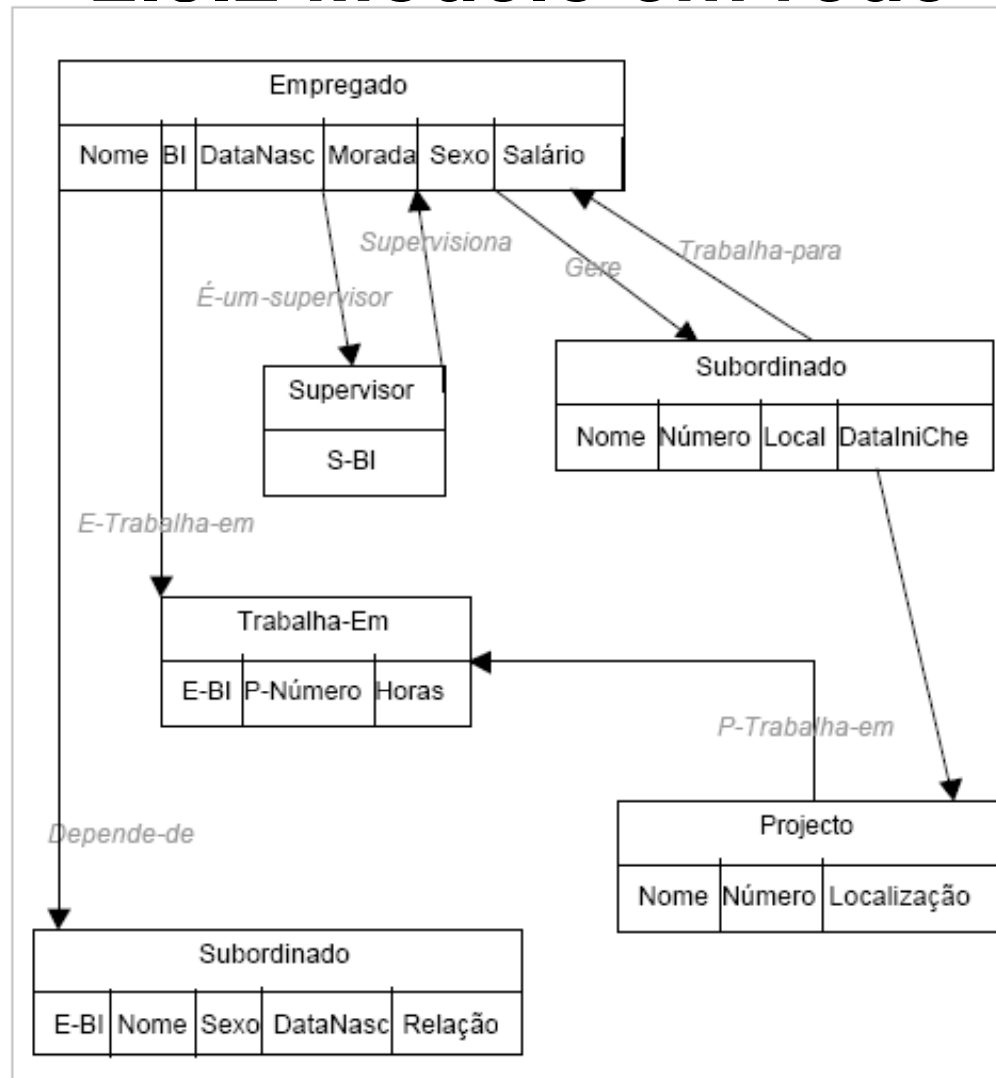 Empregado
Nome BI DataNasc Morada Sexo Salário
Supervisiona
Trabalha-para
Gere
É-um-supervisor
Supervisor
S-BI
Subordinado
Nome Número Local DataIniChe
E-Trabalha-em
Trabalha-Em
E-BI P-Número Horas
P-Trabalha-em
Projecto
Nome Número Localização
Depende-de
Subordinado
E-BI Nome Sexo DataNasc Relação